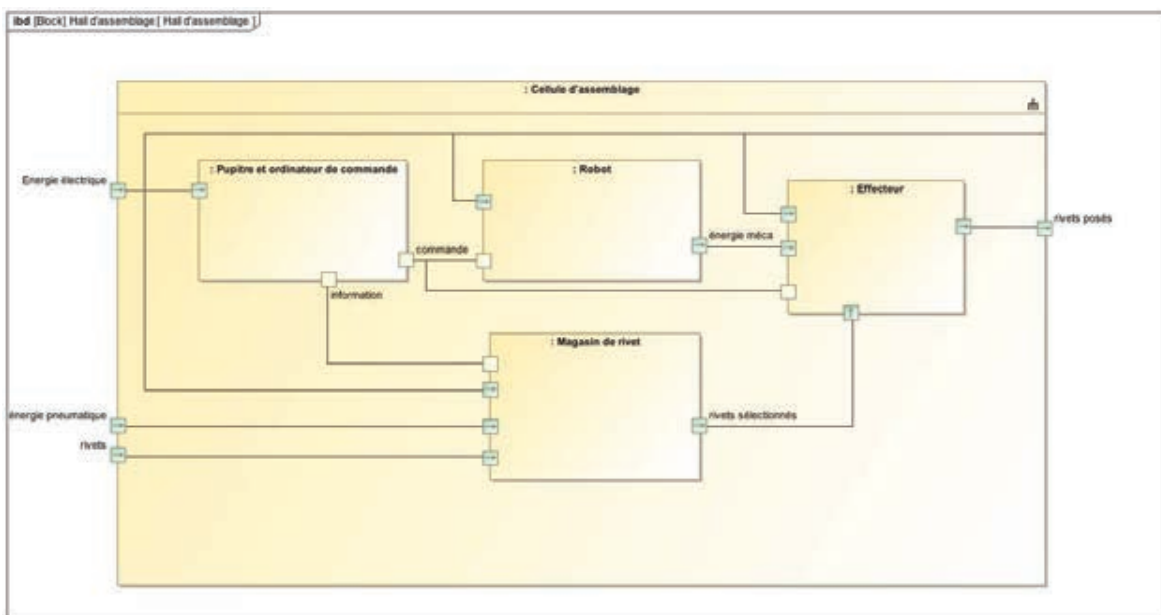 ibd [Block] Hall d'assemblage[ Hall d'assemblage ]
: Cellule d'assemblage
: Pupitre et ordinateur de commande
: Robot
: Effecteur
Energie électrique
rivets posés
énergie méca
commande
information
: Magasin de rivet
énergie pneumatique
rivets sélectionnés
rivets